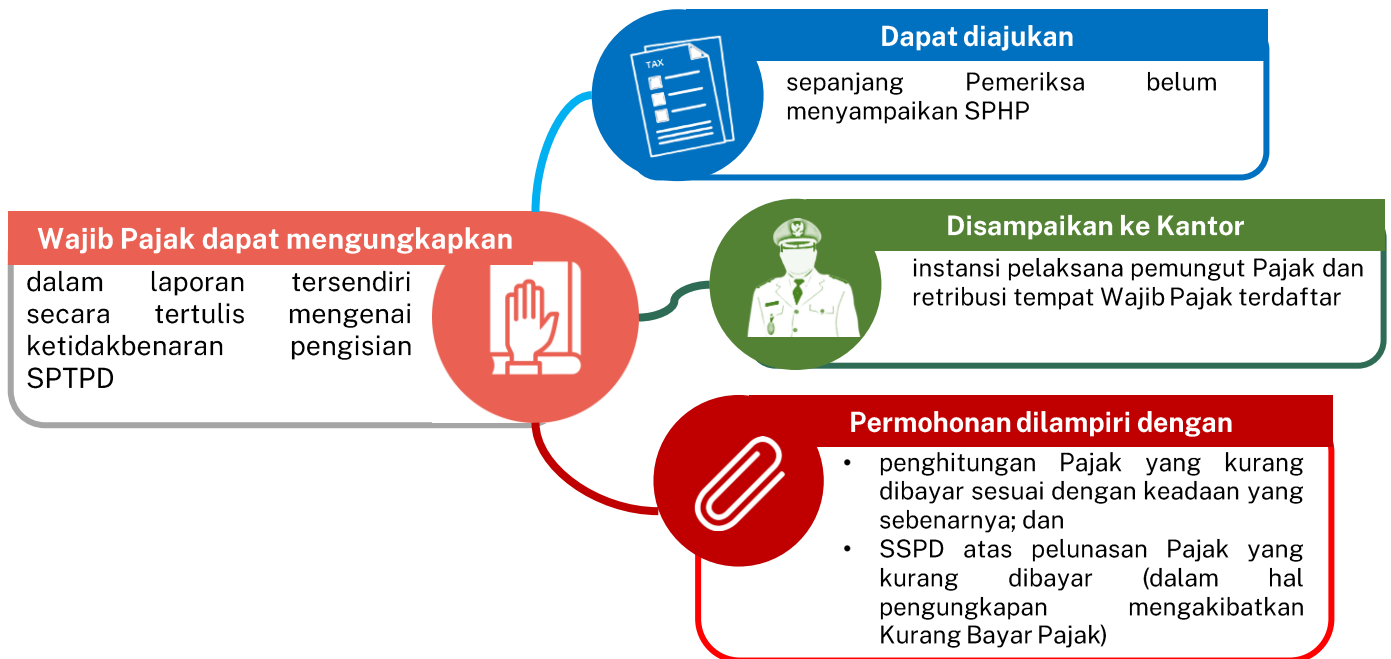 Wajib Pajak dapat mengungkapkan
dalam laporan tersendiri
secara tertulis mengenai
ketidakbenaran pengisian
SPTPD
TAX
Dapat diajukan
sepanjang Pemeriksa belum
menyampaikan SPHP
Disampaikan ke Kantor
instansi pelaksana pemungut Pajak dan
retribusi tempat Wajib Pajak terdaftar
Permohonan dilampiri dengan
• penghitungan Pajak yang kurang
dibayar sesuai dengan keadaan yang
sebenarnya; dan
• SSPD atas pelunasan Pajak yang
kurang dibayar (dalam hal
pengungkapan mengakibatkan
Kurang Bayar Pajak)